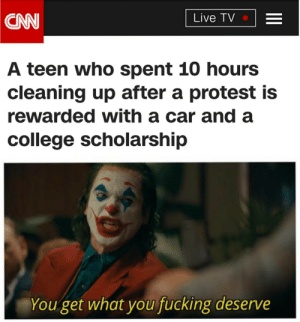 CNN
Live TV
A teen who spent 10 hours
cleaning up after a protest is
rewarded with a car and a
college scholarship
You get what you fucking deserve